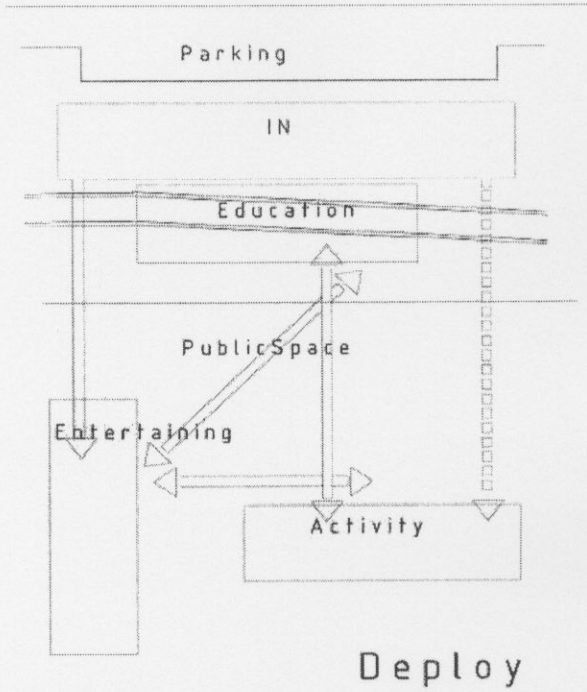 Parking
IN
Education
PublicSpace
Entertaining
Activity
Deploy